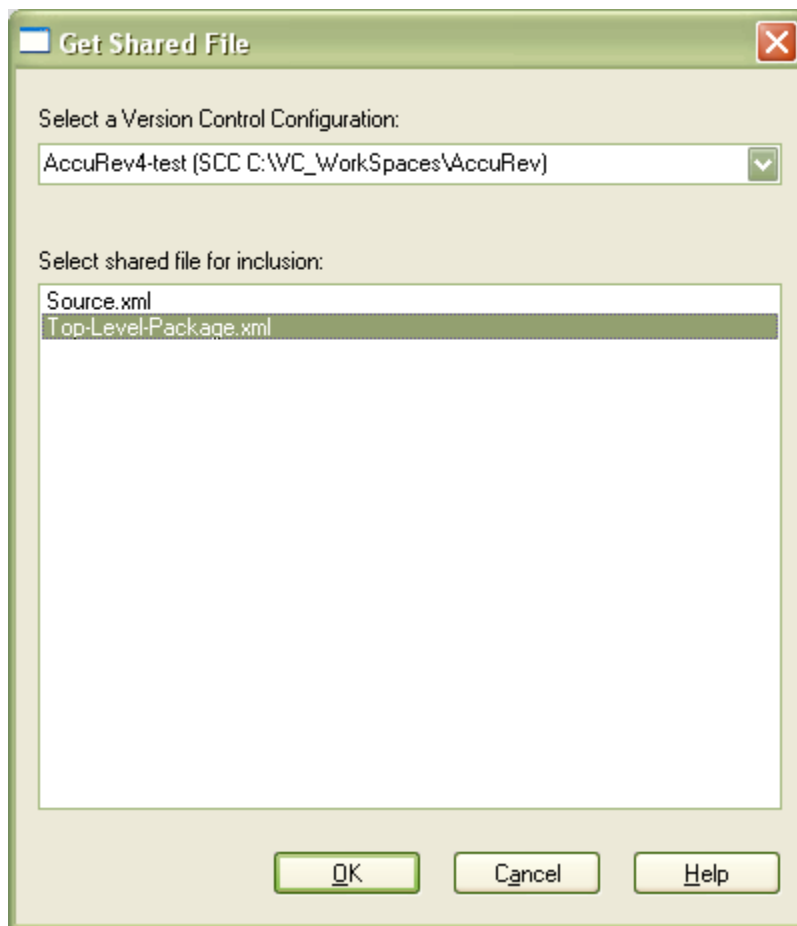 Get Shared File
Select a Version Control Configuration:
AccuRev4-test (SCC C:\VC_WorkSpaces\AccuRev)
Select shared file for inclusion:
Source.xml
Top-Level-Package.xml
OK Cancel Help